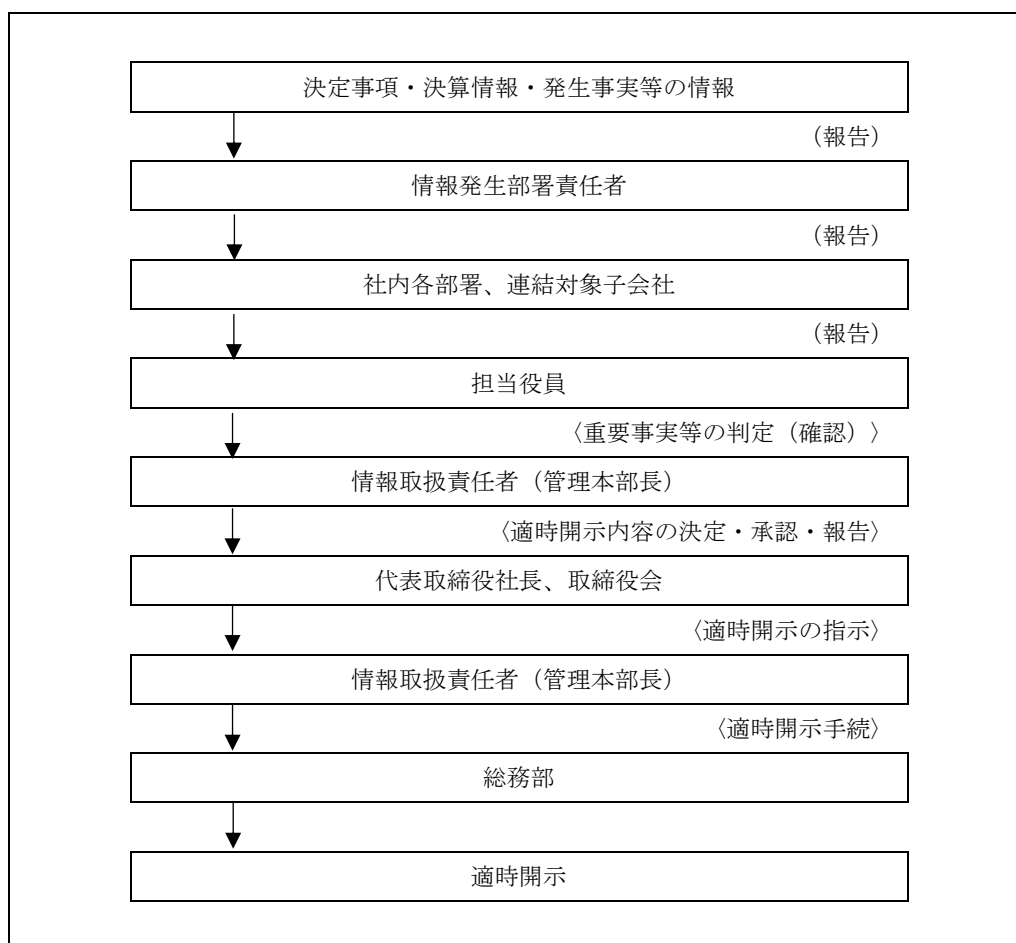 決定事項・決算情報・発生事実等の情報
（報告）
情報発生部署責任者
（報告）
社内各部署、連結対象子会社
（報告）
担当役員
〈重要事実等の判定（確認）〉
情報取扱責任者（管理本部長）
〈適時開示内容の決定・承認・報告〉
代表取締役社長、取締役会
〈適時開示の指示〉
情報取扱責任者（管理本部長）
〈適時開示手続〉
総務部
適時開示